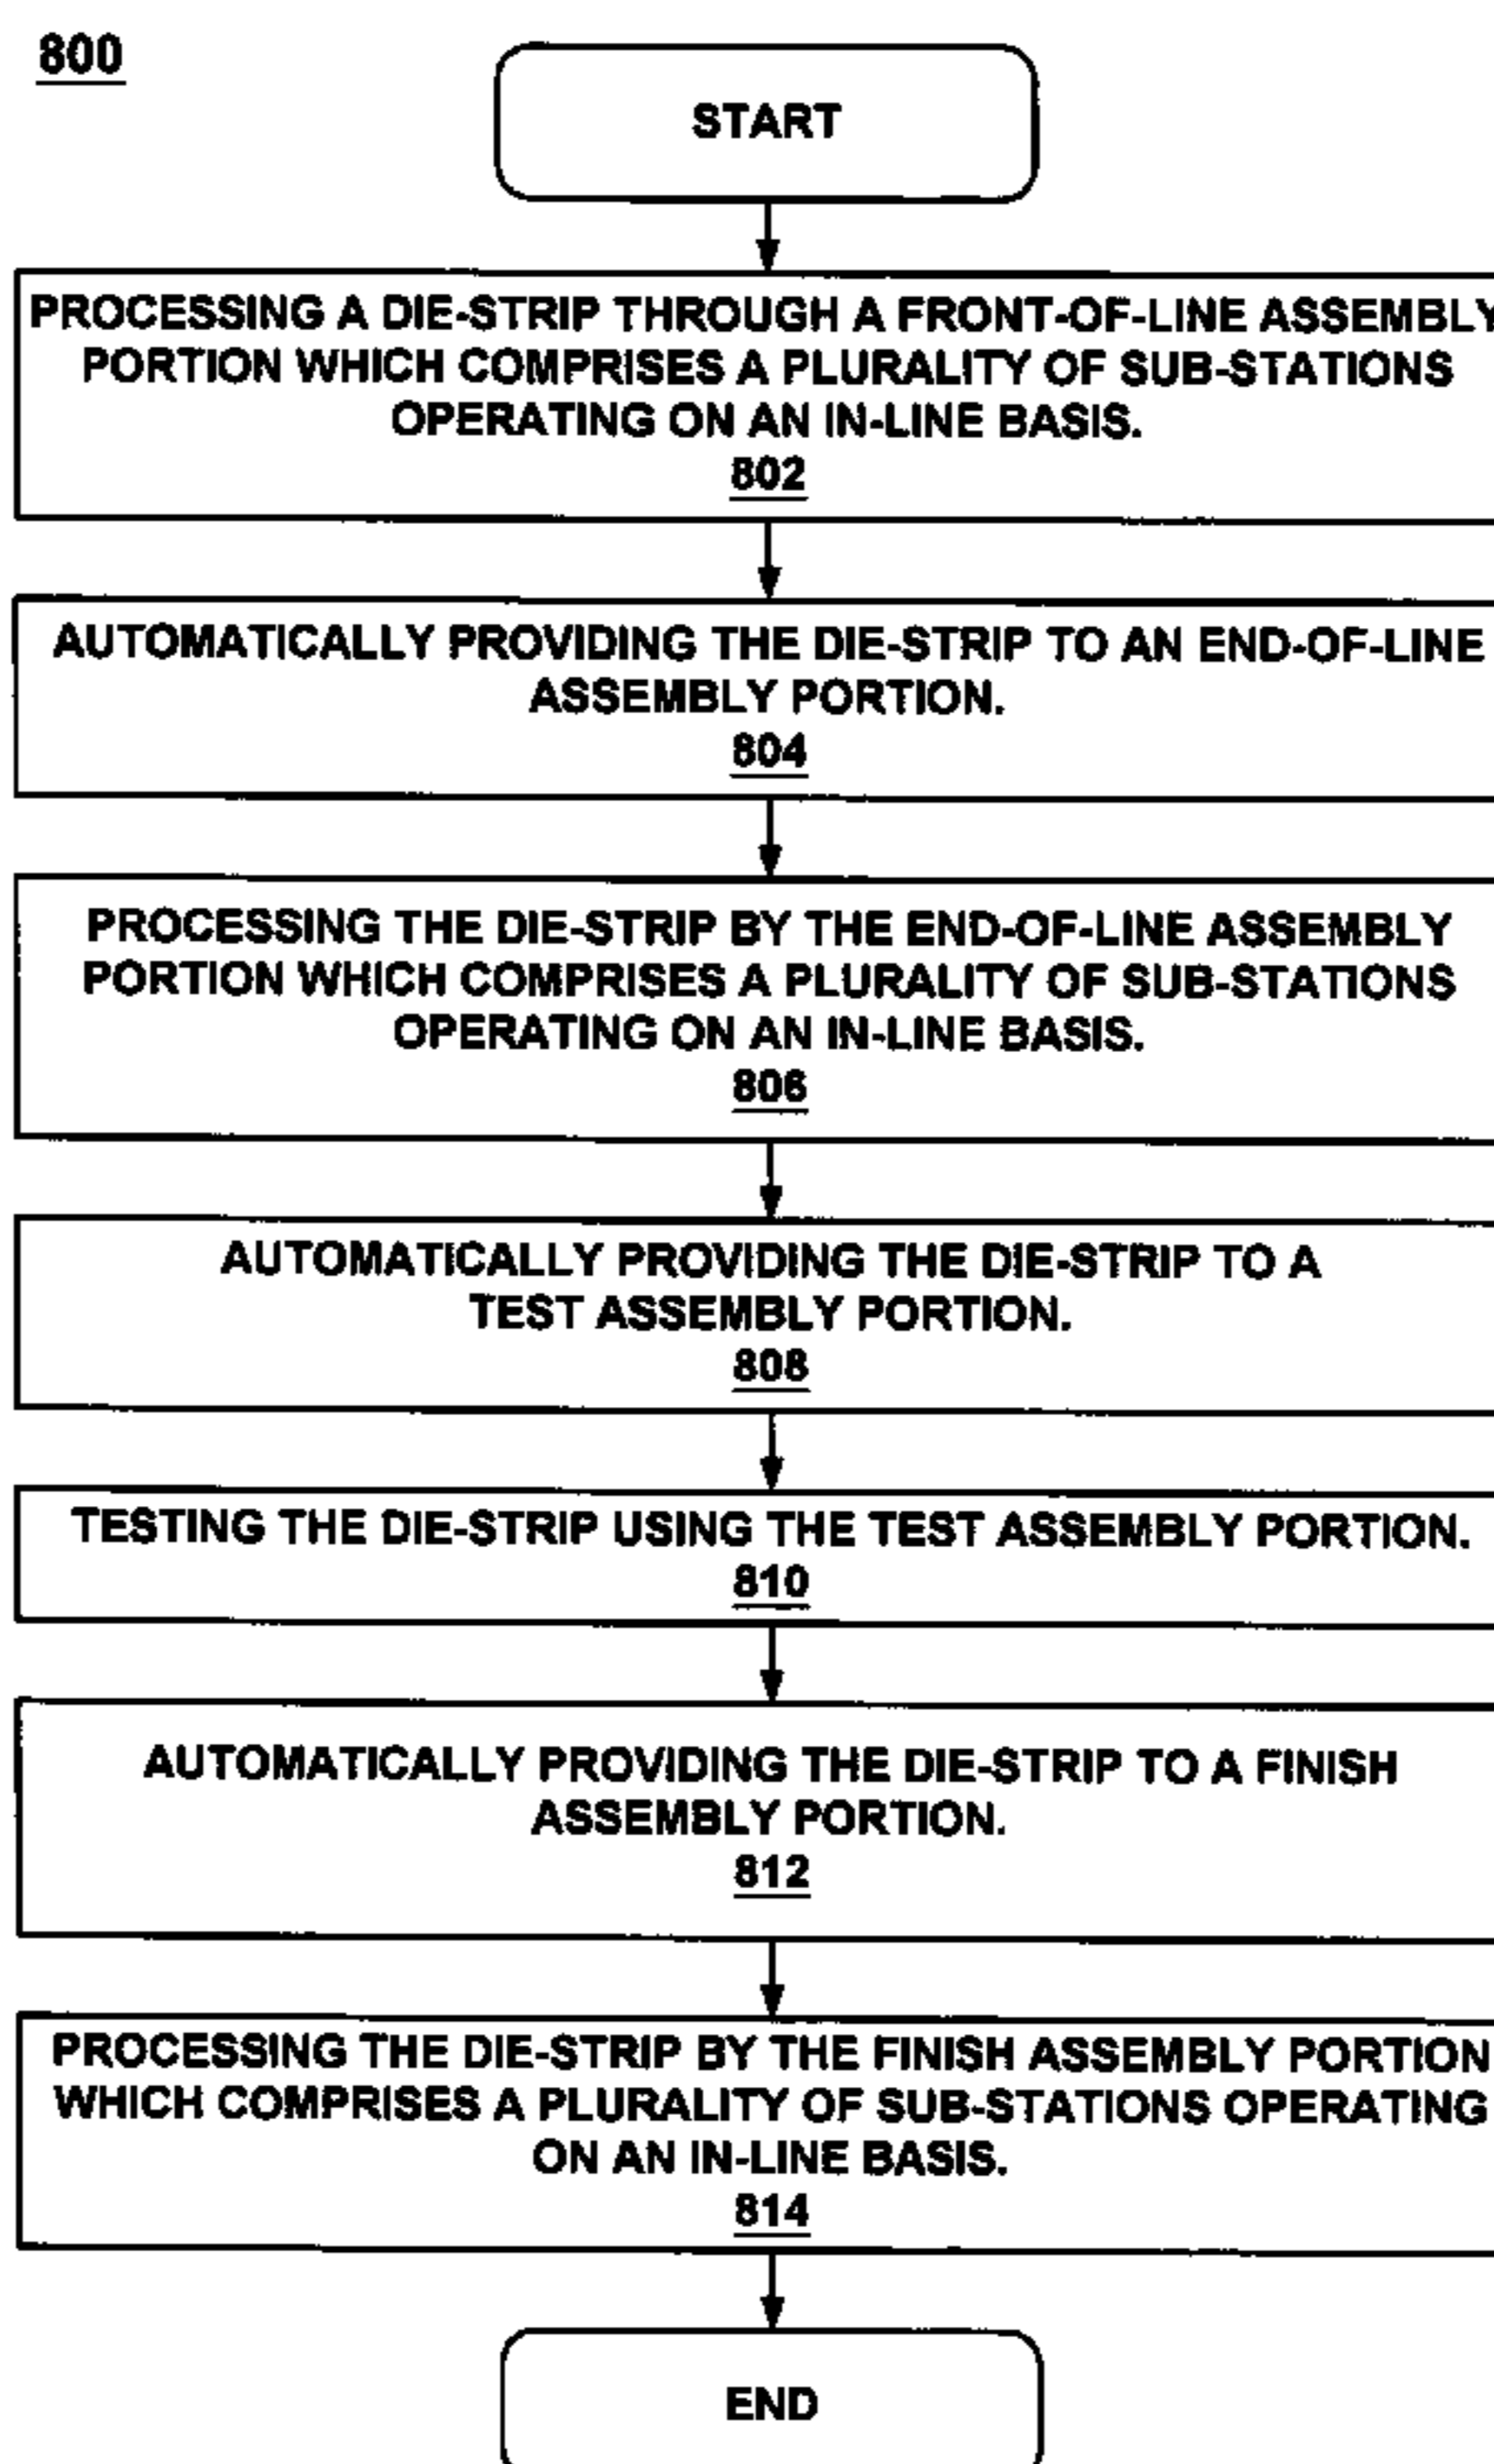 800
START
PROCESSING A DIE-STRIP THROUGH A FRONT-OF-LINE ASSEMBLY
PORTION WHICH COMPRISES A PLURALITY OF SUB-STATIONS
OPERATING ON AN IN-LINE BASIS.
802
AUTOMATICALLY PROVIDING THE DIE-STRIP TO AN END-OF-LINE
ASSEMBLY PORTION.
804
PROCESSING THE DIE-STRIP BY THE END-OF-LINE ASSEMBLY
PORTION WHICH COMPRISES A PLURALITY OF SUB-STATIONS
OPERATING ON AN IN-LINE BASIS.
806
AUTOMATICALLY PROVIDING THE DIE-STRIP TO A
TEST ASSEMBLY PORTION.
808
TESTING THE DIE-STRIP USING THE TEST ASSEMBLY PORTION.
810
AUTOMATICALLY PROVIDING THE DIE-STRIP TO A FINISH
ASSEMBLY PORTION.
812
PROCESSING THE DIE-STRIP BY THE FINISH ASSEMBLY PORTION
WHICH COMPRISES A PLURALITY OF SUB-STATIONS OPERATING
ON AN IN-LINE BASIS.
814
END